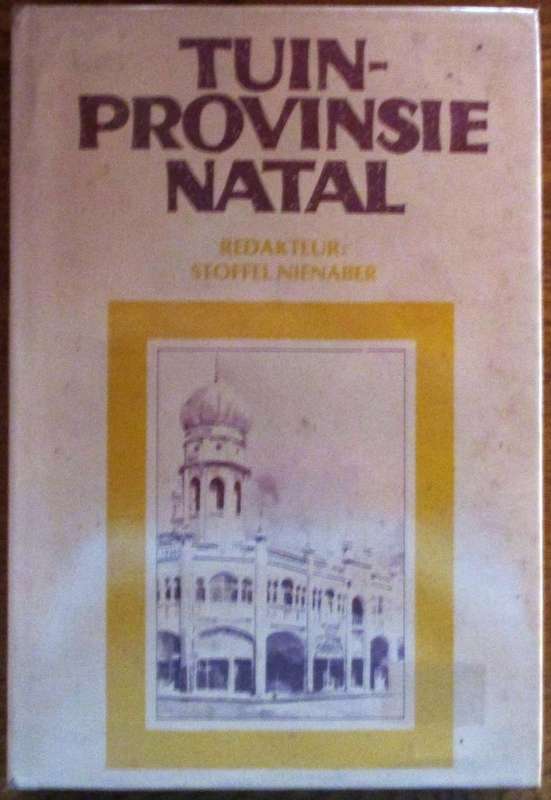 TUIN-
PROVINSIE
NATAL
REDAKTEUR:
STOFFEL NIENABER